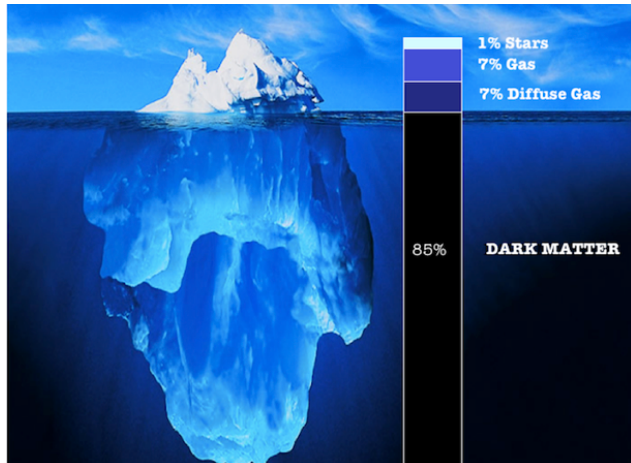 1% Stars
7% Gas
7% Diffuse Gas
85%
DARK MATTER